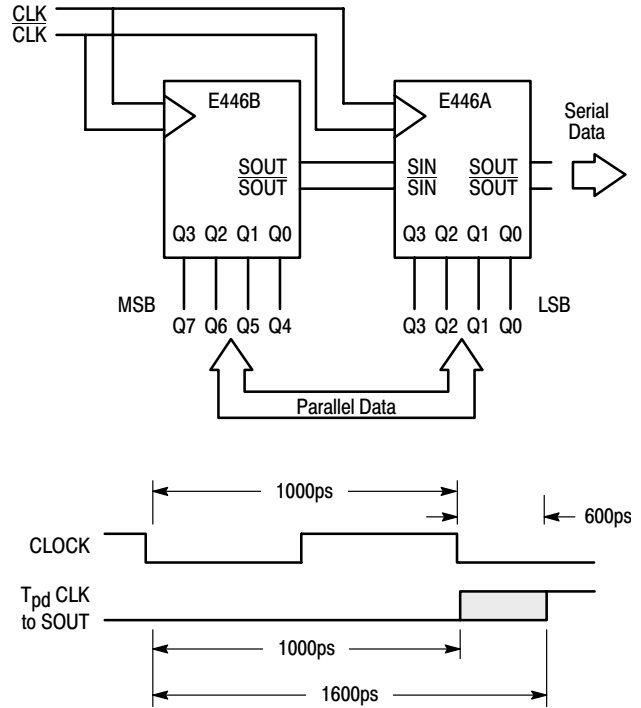 CLK
CLK
E446B
E446A
Serial
Data
SOUT
SOUT
SIN
SIN
SOUT
SOUT
Q3 Q2 Q1 Q0
Q3 Q2 Q1 Q0
MSB
Q7 Q6 Q5 Q4
Q3 Q2 Q1 Q0
LSB
Parallel Data
1000ps
600ps
CLOCK
Tpd CLK
to SOUT
1000ps
1600ps